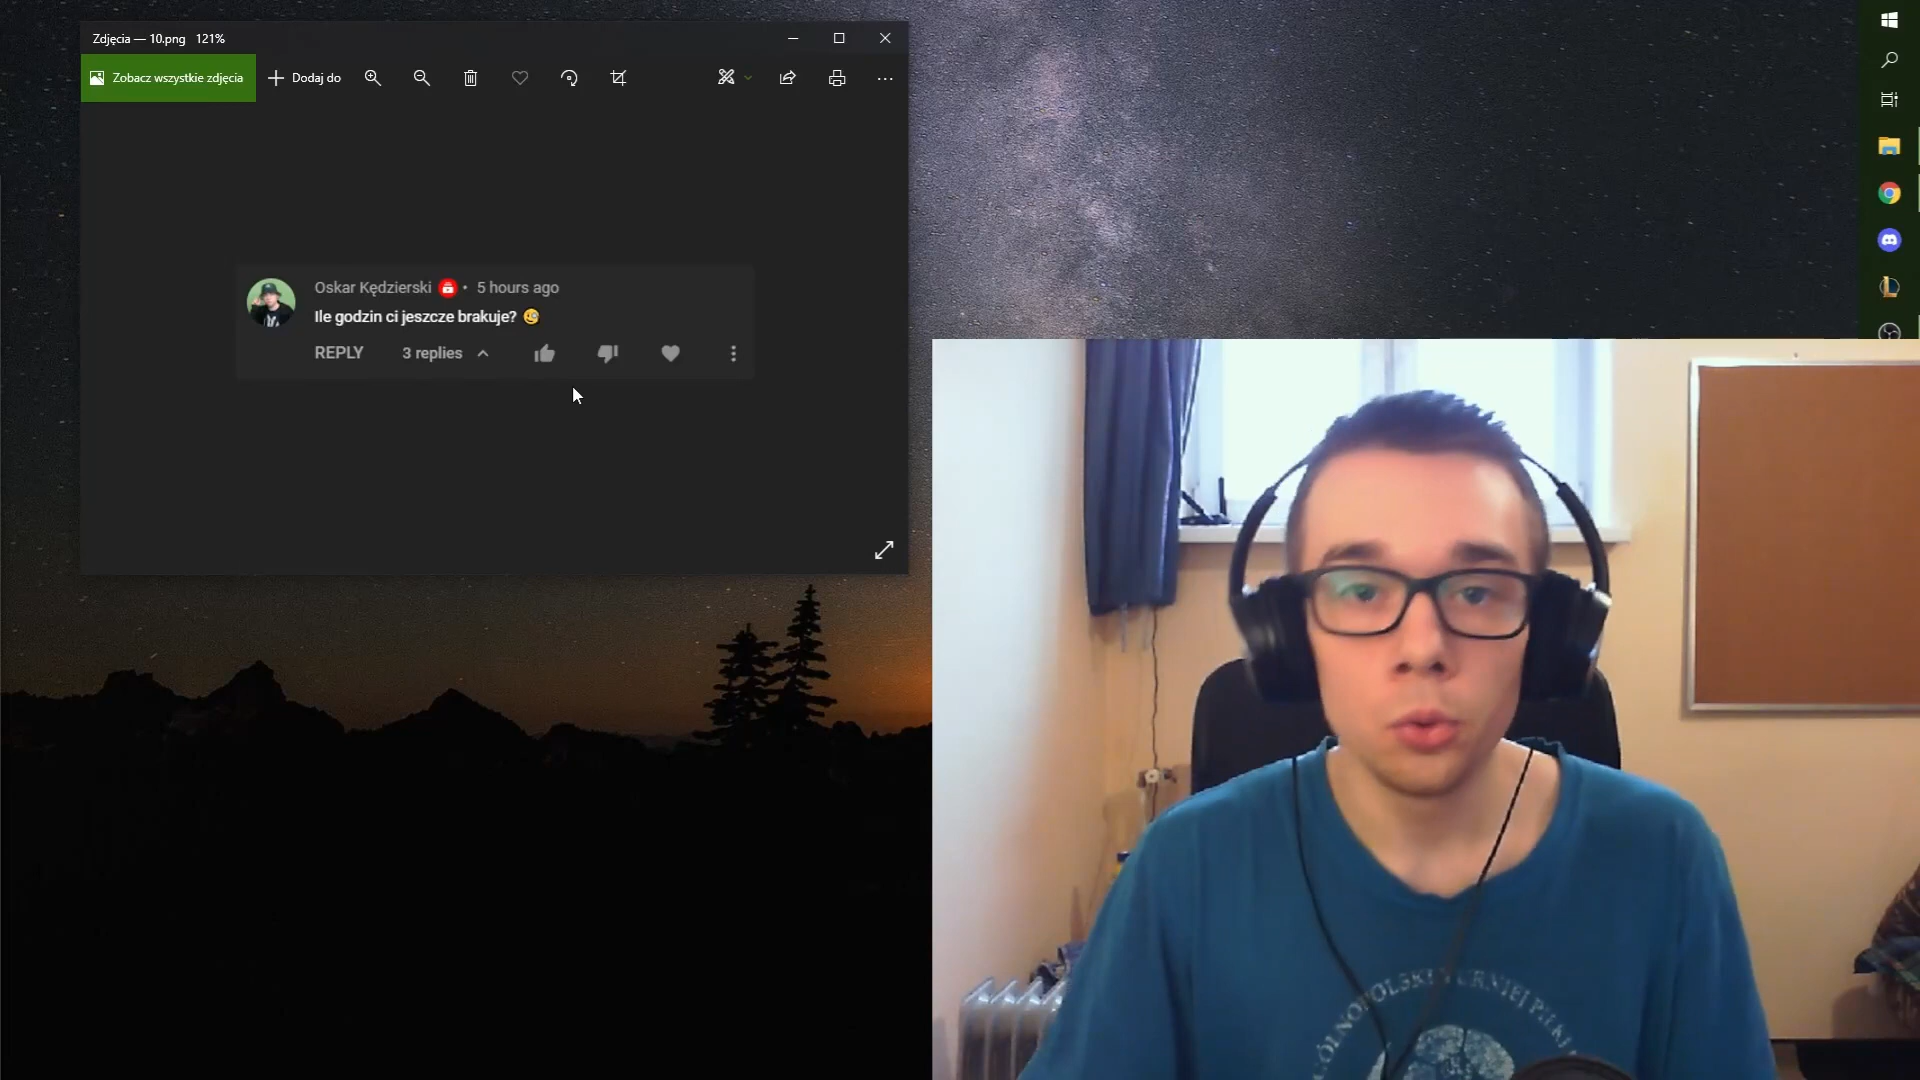 Zdjęcia — 10.png 121%
Zobacz wszystkie zdjęcia
Dodaj do
Oskar Kędzierski • 5 hours ago
Ile godzin ci jeszcze brakuje? 🧐
REPLY 3 replies